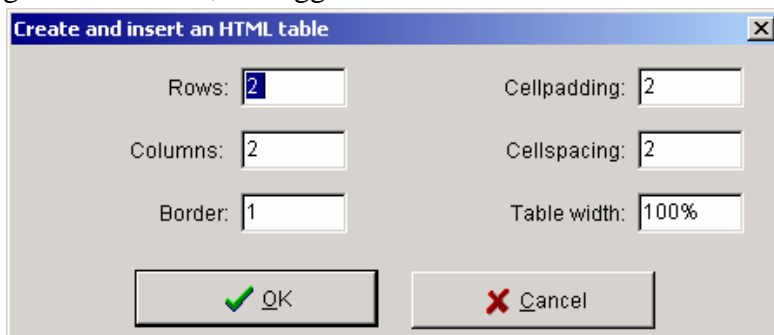 Create and insert an HTML table
Rows: 2 Cellpadding: 2
Columns: 2 Cellspacing: 2
Border: 1 Table width: 100%
OK Cancel